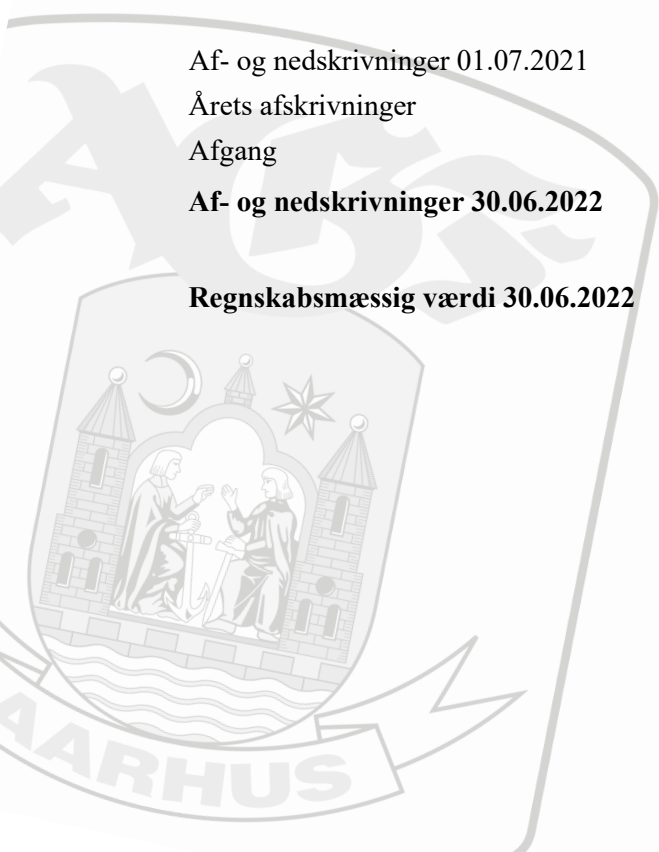 Af- og nedskrivninger 01.07.2021
Årets afskrivninger
Afgang
Af- og nedskrivninger 30.06.2022
Regnskabsmæssig værdi 30.06.2022
AGF
AARHUS